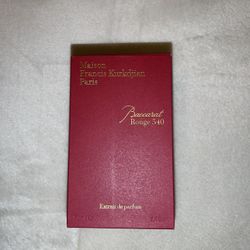 Maison
Francis Kurkdjian
Paris
Baccarat
Rouge 540
Extrait de parfum